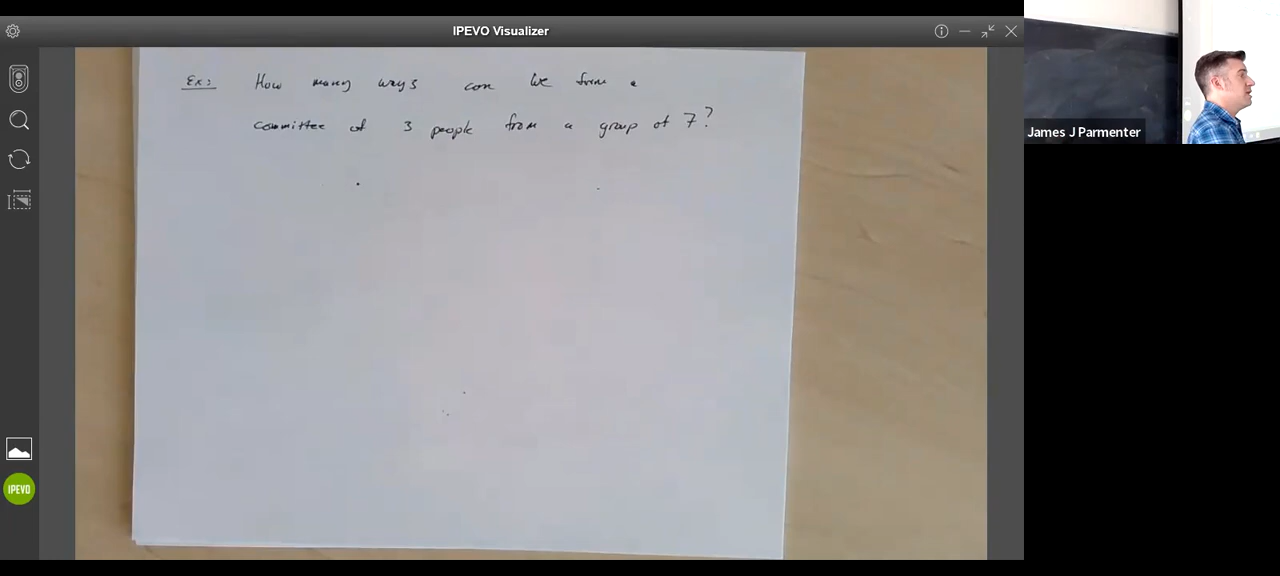 IPEVO Visualizer
Ex: How many ways can we form a
committee of 3 people from a group of 7?
James J Parmenter
IPEVO